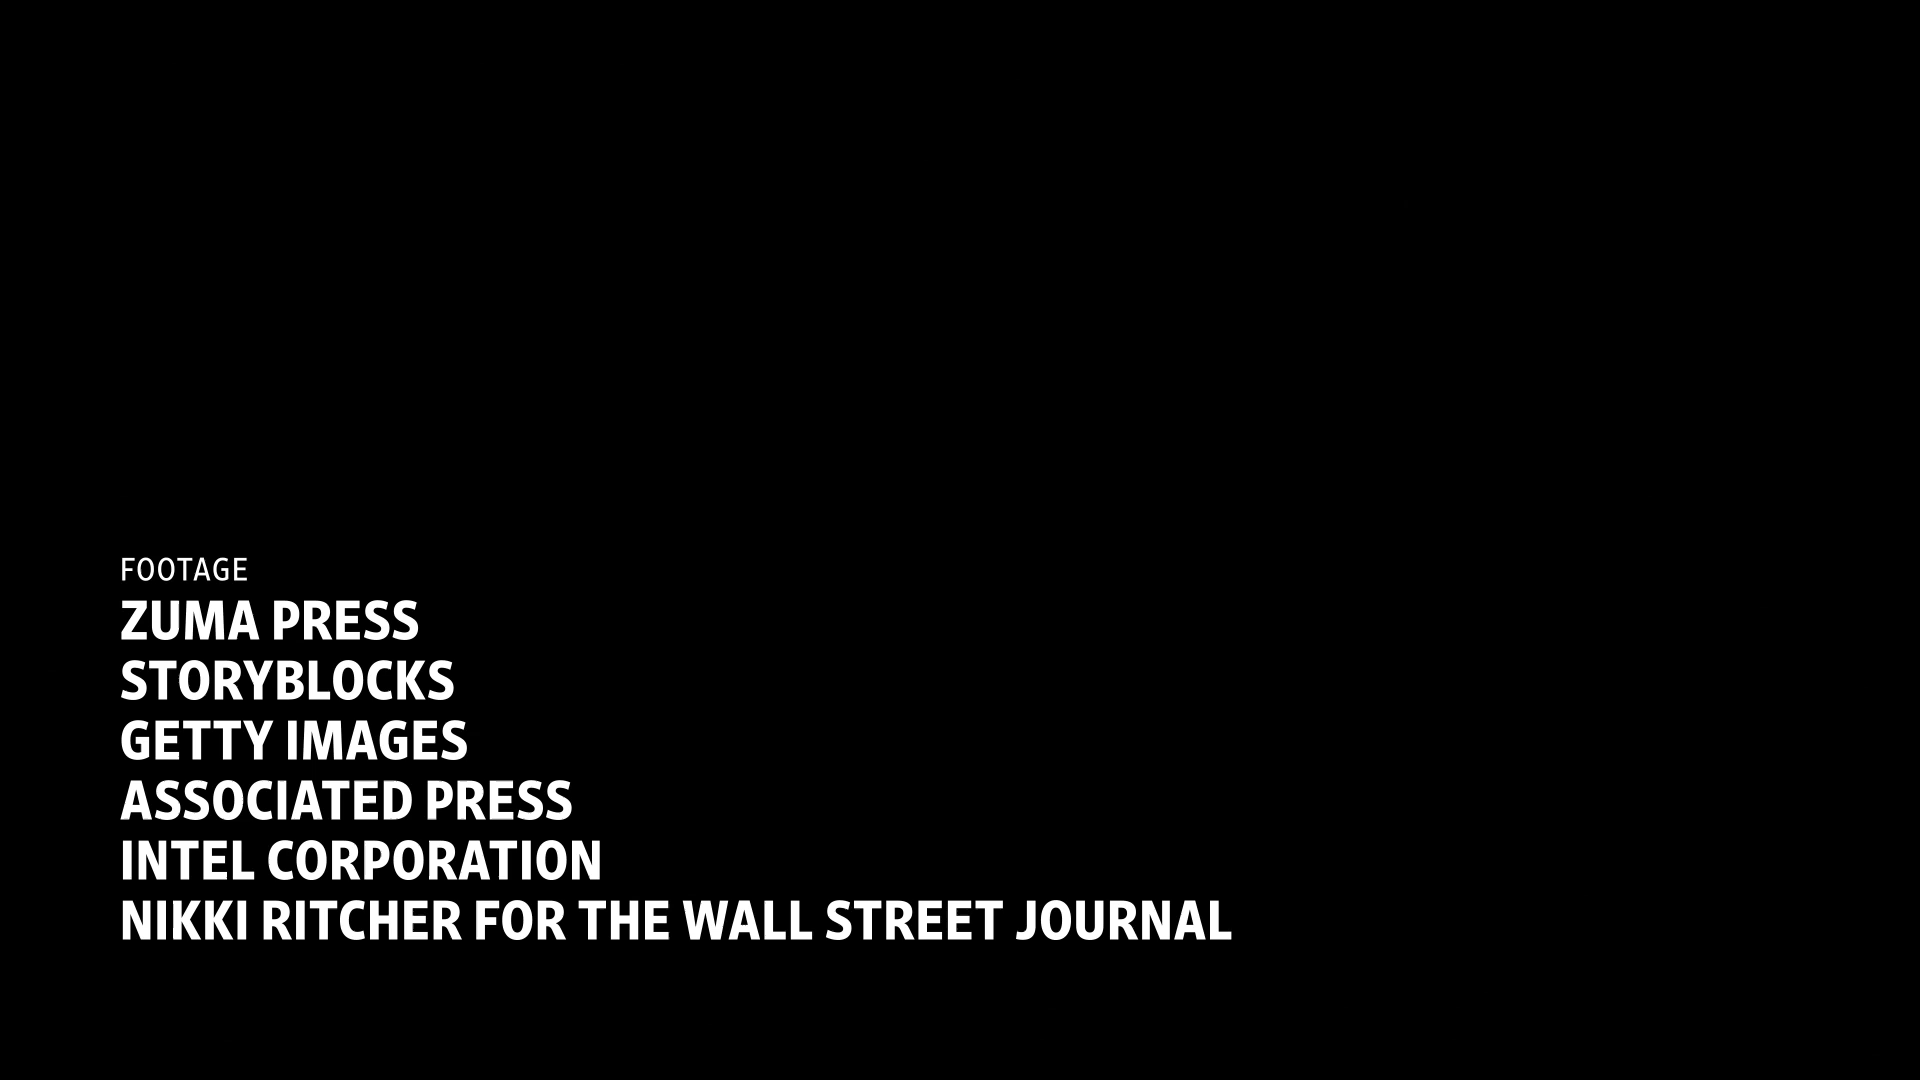 FOOTAGE
ZUMA PRESS
STORYBLOCKS
GETTY IMAGES
ASSOCIATED PRESS
INTEL CORPORATION
NIKKI RITCHER FOR THE WALL STREET JOURNAL